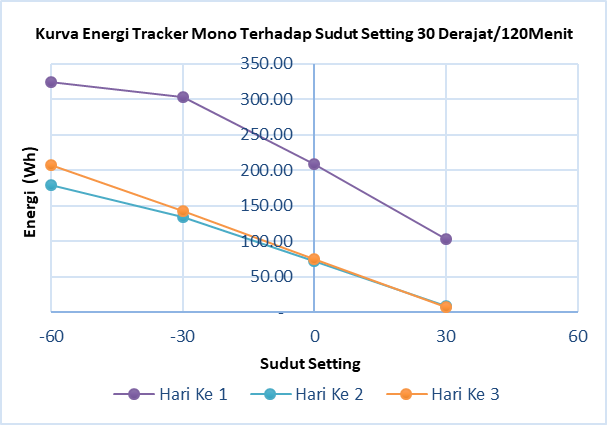 Kurva Energi Tracker Mono Terhadap Sudut Setting 30 Derajat/120Menit
350.00
300.00
250.00
200.00
150.00
100.00
50.00
-
Energi (Wh)
-60 -30 0 30 60
Sudut Setting
Hari Ke 1 Hari Ke 2 Hari Ke 3